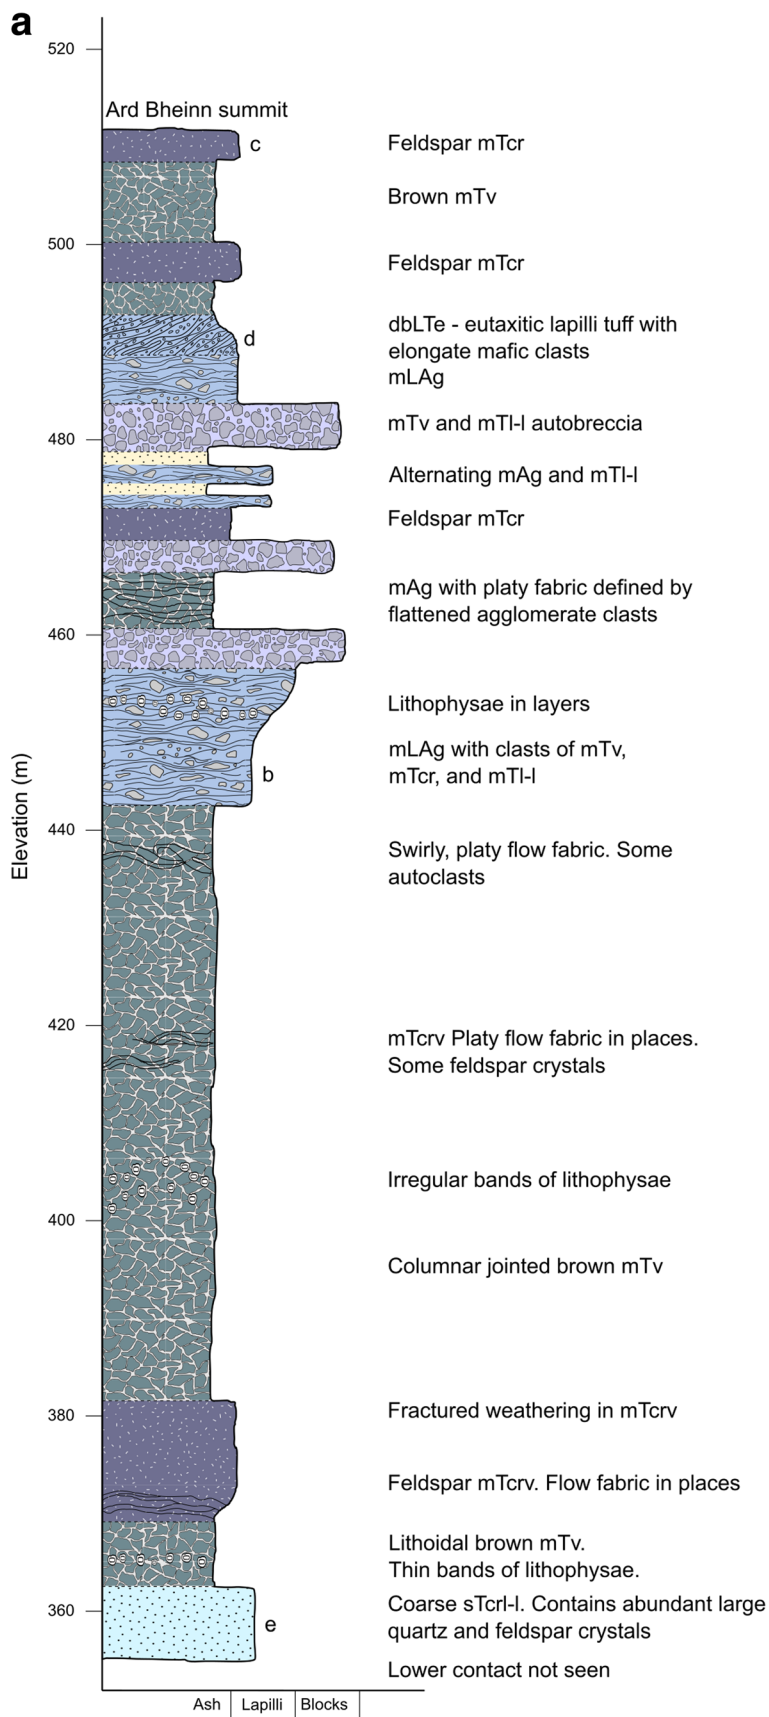 a
520
Ard Bheinn summit
c
Feldspar mTcr
Brown mTv
500
Feldspar mTcr
dbLTe - eutaxitic lapilli tuff with
d
elongate mafic clasts
mLAg
mTv and mTl-l autobreccia
480
Alternating mAg and mTl-l
Feldspar mTcr
mAg with platy fabric defined by
flattened agglomerate clasts
460
Lithophysae in layers
mLAg with clasts of mTv,
mTcr, and mTl-l
b
Elevation (m)
440
Swirly, platy flow fabric. Some
autoclasts
420
mTcrv Platy flow fabric in places.
Some feldspar crystals
Irregular bands of lithophysae
400
Columnar jointed brown mTv
380
Fractured weathering in mTcrv
Feldspar mTcrv. Flow fabric in places
Lithoidal brown mTv.
Thin bands of lithophysae.
360
Coarse sTcrl-l. Contains abundant large
e
quartz and feldspar crystals
Lower contact not seen
Ash Lapilli Blocks